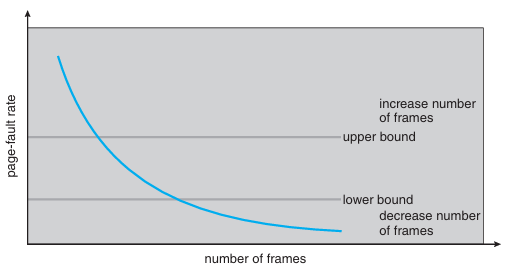 increase number
of frames
upper bound
page-fault rate
lower bound
decrease number
of frames
number of frames